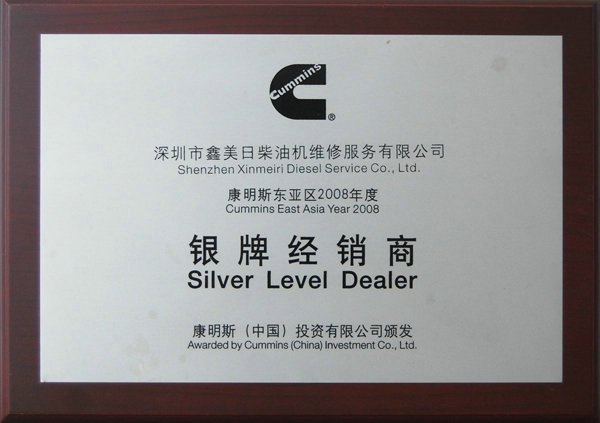 Cummins
®
深圳市鑫美日柴油机维修服务有限公司
Shenzhen Xinmeiri Diesel Service Co., Ltd.
康明斯东亚区2008年度
Cummins East Asia Year 2008
银牌经销商
Silver Level Dealer
康明斯（中国）投资有限公司颁发
Awarded by Cummins (China) Investment Co., Ltd.